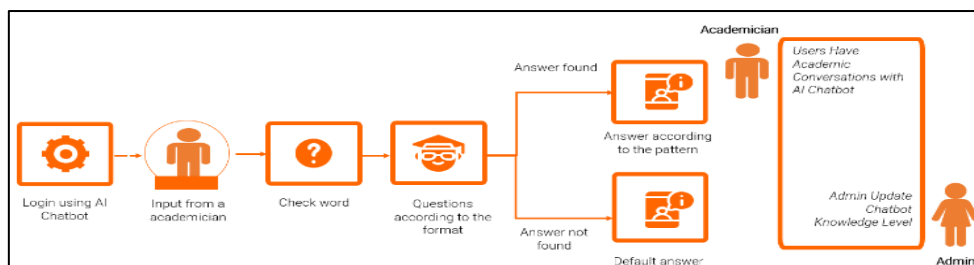 Academician
Users Have
Academic
Conversations with
AI Chatbot
Answer found
Answer according
to the pattern
Login using AI
Chatbot
Input from a
academician
Check word
Questions
according to the
format
Answer not
found
Default answer
Admin Update
Chatbot
Knowledge Level
Admin